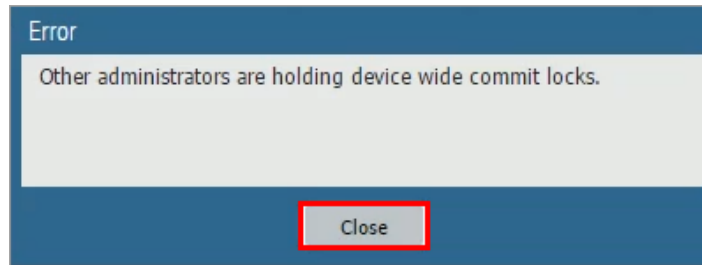 Error
Other administrators are holding device wide commit locks.
Close